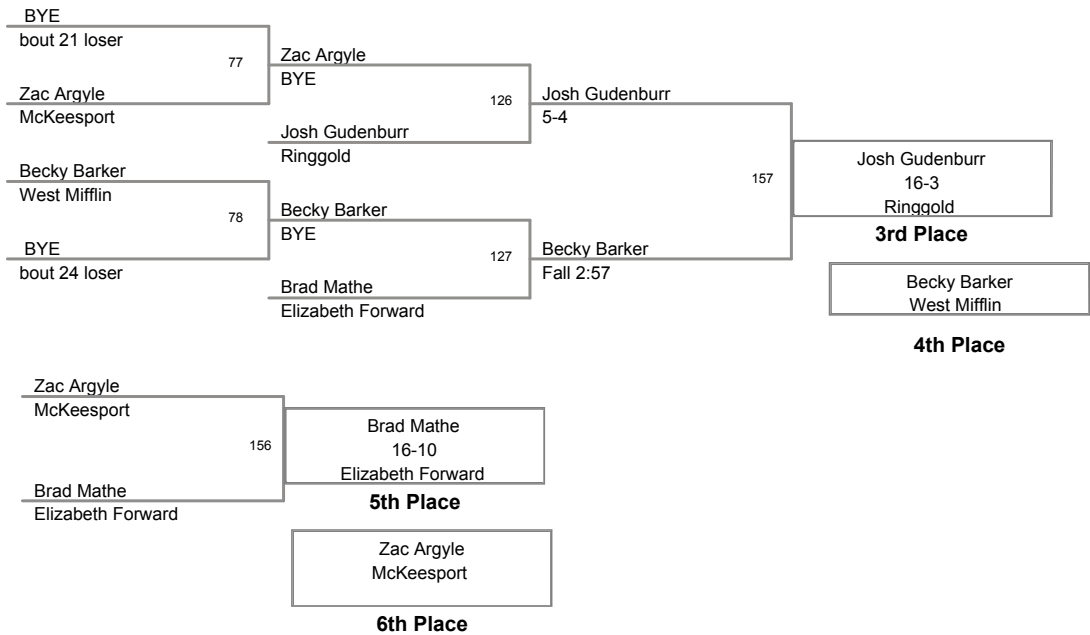 BYE
bout 21 loser
77
Zac Argyle
McKeesport
Zac Argyle
BYE
126
Josh Gudenburr
Ringgold
Josh Gudenburr
5-4
Becky Barker
West Mifflin
78
BYE
bout 24 loser
Becky Barker
BYE
127
Brad Mathe
Elizabeth Forward
Becky Barker
Fall 2:57
157
Josh Gudenburr
16-3
Ringgold
3rd Place
Becky Barker
West Mifflin
4th Place
Zac Argyle
McKeesport
156
Brad Mathe
Elizabeth Forward
Brad Mathe
16-10
Elizabeth Forward
5th Place
Zac Argyle
McKeesport
6th Place